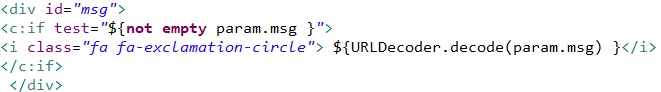 <div id="msg">
<c:if test="${not empty param.msg }">
<i class="fa fa-exclamation-circle"> ${URLDecoder.decode(param.msg) }</i>
</c:if>
</div>